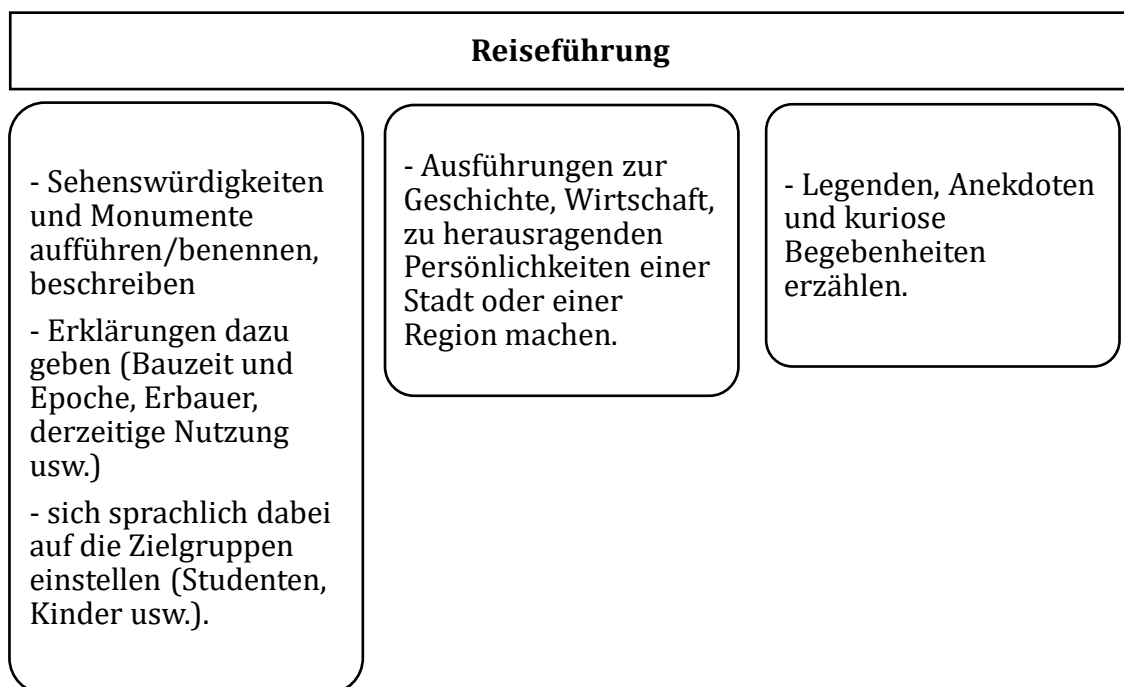 Reiseführung
- Sehenswürdigkeiten
und Monumente
aufführen/benennen,
beschreiben
- Erklärungen dazu
geben (Bauzeit und
Epoche, Erbauer,
derzeitige Nutzung
usw.)
- sich sprachlich dabei
auf die Zielgruppen
einstellen (Studenten,
Kinder usw.).
- Ausführungen zur
Geschichte, Wirtschaft,
zu herausragenden
Persönlichkeiten einer
Stadt oder einer
Region machen.
- Legenden, Anekdoten
und kuriose
Begebenheiten
erzählen.